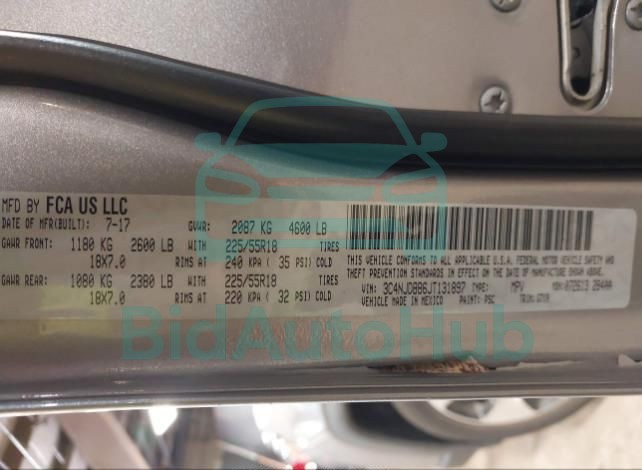 MFD BY FCA US LLC
DATE OF MFR(BUILT): 7-17 GVWR: 2087 KG 4600 LB
GAWR FRONT: 1180 KG 2600 LB WITH 225/55R18 TIRES
18X7.0 RIMS AT 240 KPA ( 35 PSI) COLD
GAWR REAR: 1080 KG 2380 LB WITH 225/55R18 TIRES
18X7.0 RIMS AT 220 KPA ( 32 PSI) COLD
THIS VEHICLE CONFORMS TO ALL APPLICABLE U.S.A. FEDERAL MOTOR VEHICLE SAFETY AND
THEFT PREVENTION STANDARDS IN EFFECT ON THE DATE OF MANUFACTURE SHOWN ABOVE.
VIN: 3C4NJDBB6JT131897 TYPE: MPV MDH: 072613 284AA
VEHICLE MADE IN MEXICO PAINT: PSC TRIM:
BidAutoHub